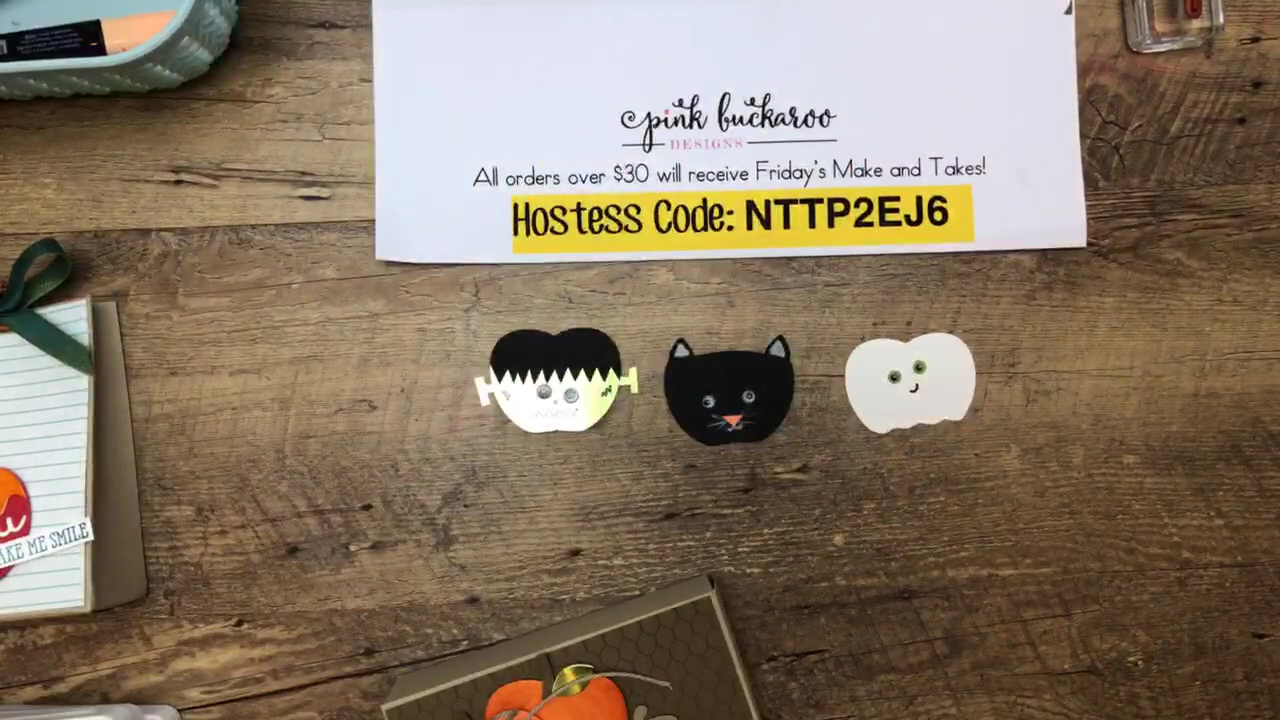 pink buckaroo
DESIGNS
All orders over $30 will receive Friday's Make and Takes!
Hostess Code: NTTP2EJ6
AKE ME SMILE